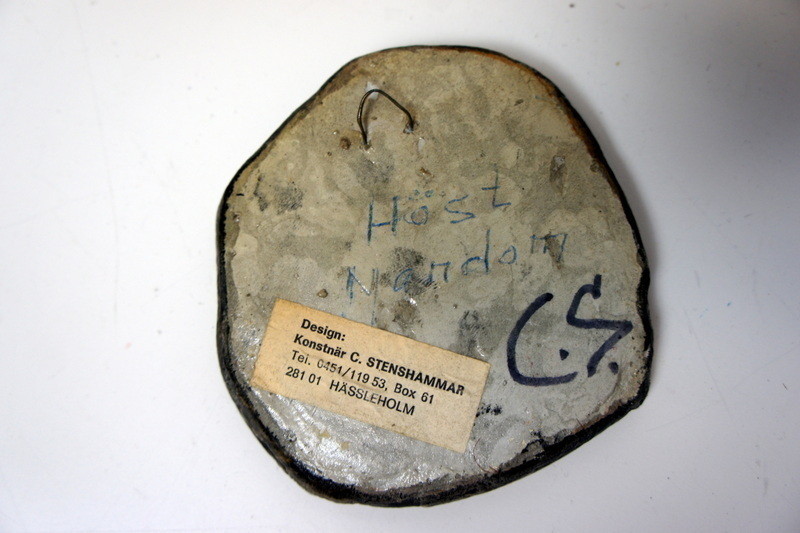 Höst
Nandom
C.S.
Design:
Konstnär C. STENSHAMMAR
Tel. 0451/119 53, Box 61
281 01 HÄSSLEHOLM